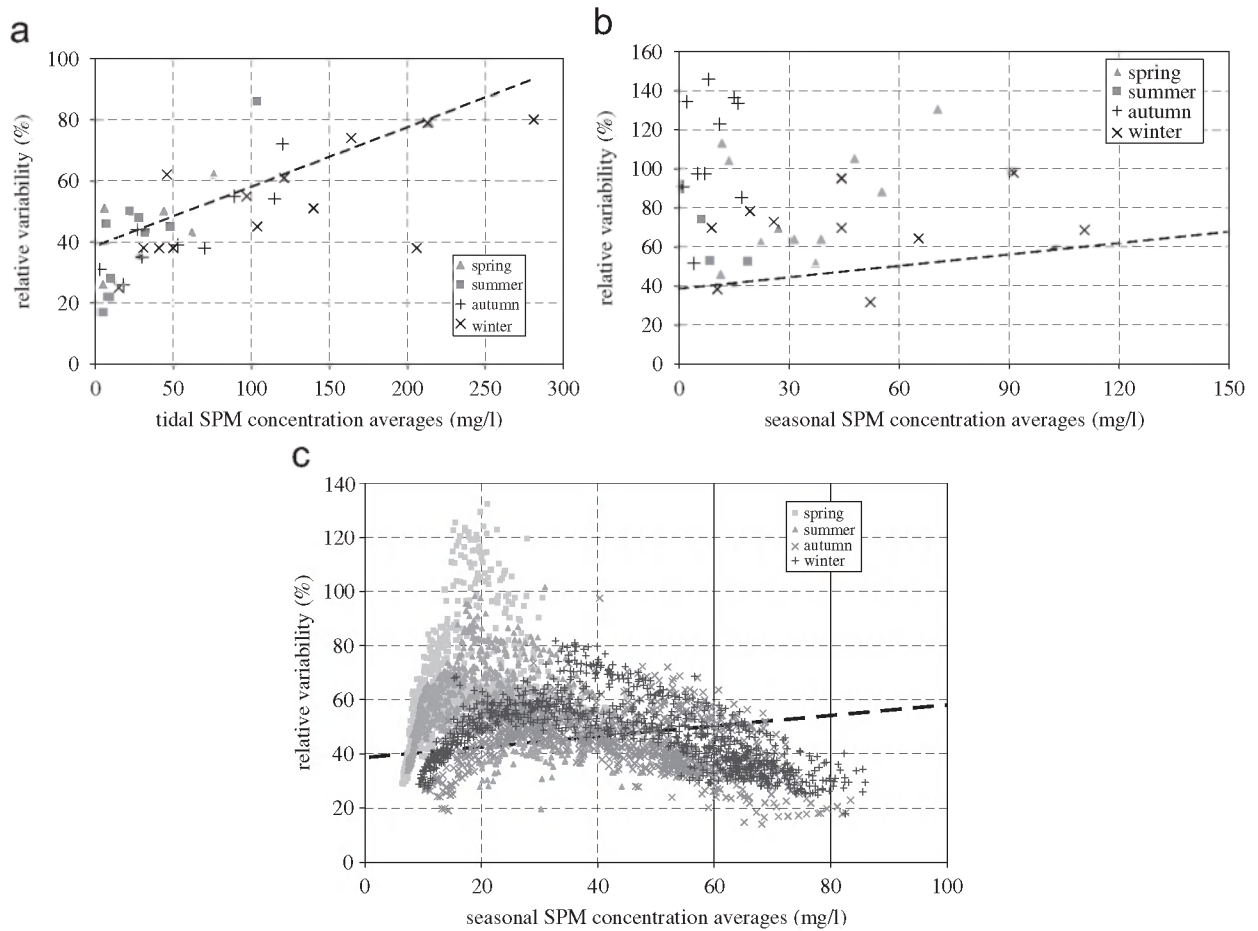 a
100
80
60
40
20
0
relative variability (%)
0 50 100 150 200 250 300
tidal SPM concentration averages (mg/l)
spring
summer
autumn
winter
b
160
140
120
100
80
60
40
20
0
relative variability (%)
0 30 60 90 120 150
seasonal SPM concentration averages (mg/l)
spring
summer
autumn
winter
c
140
120
100
80
60
40
20
0
relative variability (%)
0 20 40 60 80 100
seasonal SPM concentration averages (mg/l)
spring
summer
autumn
winter